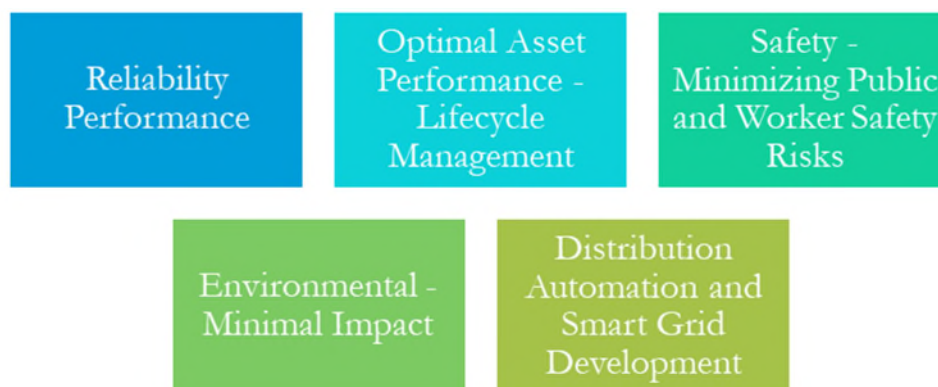 Reliability
Performance
Optimal Asset
Performance -
Lifecycle
Management
Safety -
Minimizing Public
and Worker Safety
Risks
Environmental -
Minimal Impact
Distribution
Automation and
Smart Grid
Development